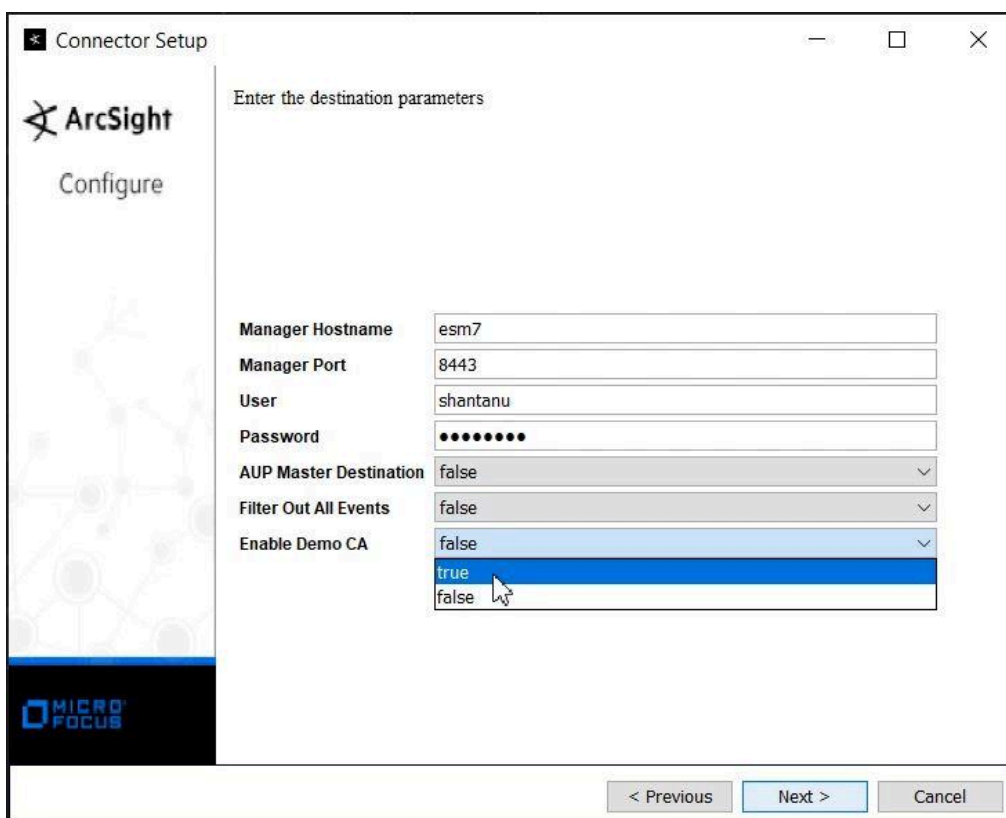 Connector Setup
ArcSight
Configure
Enter the destination parameters
Manager Hostname esm7
Manager Port 8443
User shantanu
Password ••••••••
AUP Master Destination false
Filter Out All Events false
Enable Demo CA false
true
false
MICRO
FOCUS
< Previous Next > Cancel